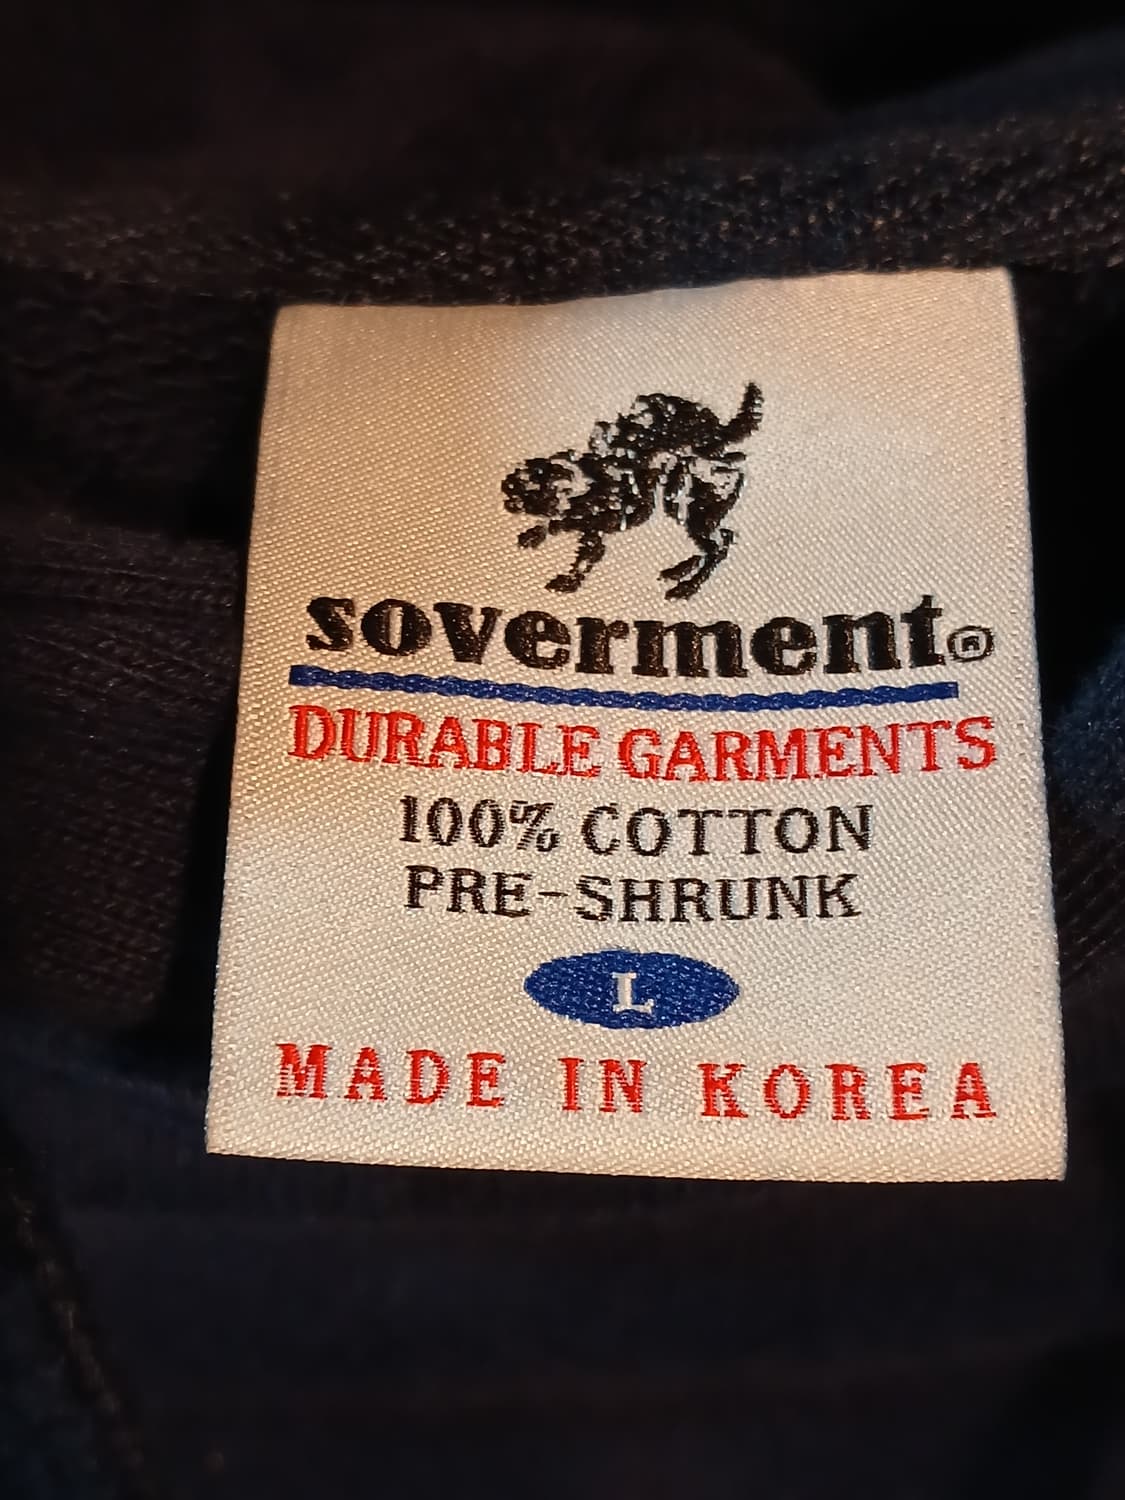 soverment®
DURABLE GARMENTS
100% COTTON
PRE-SHRUNK
L
MADE IN KOREA